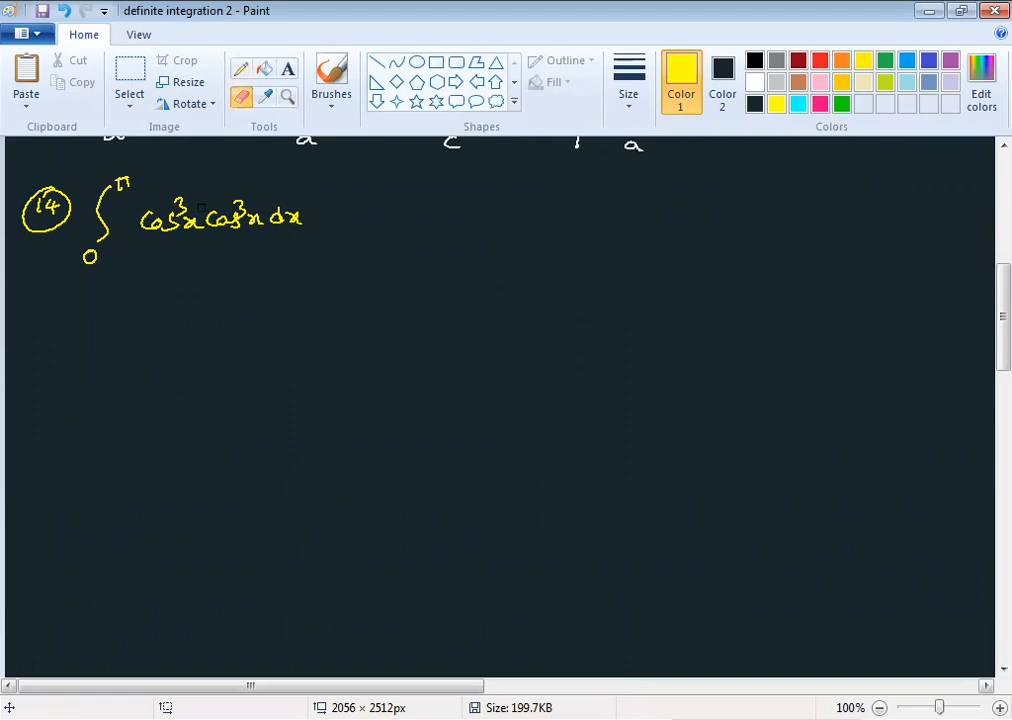 definite integration 2 - Paint
Home View
Cut
Copy
Paste
Clipboard
Crop
Resize
Rotate
Select
Image
A
Tools
Brushes
Shapes
Outline
Fill
Size
Color 1
Color 2
Edit colors
Colors
a c a
14 ∫₀^π cos³x cos³x dx
2056 × 2512px
Size: 199.7KB
100%